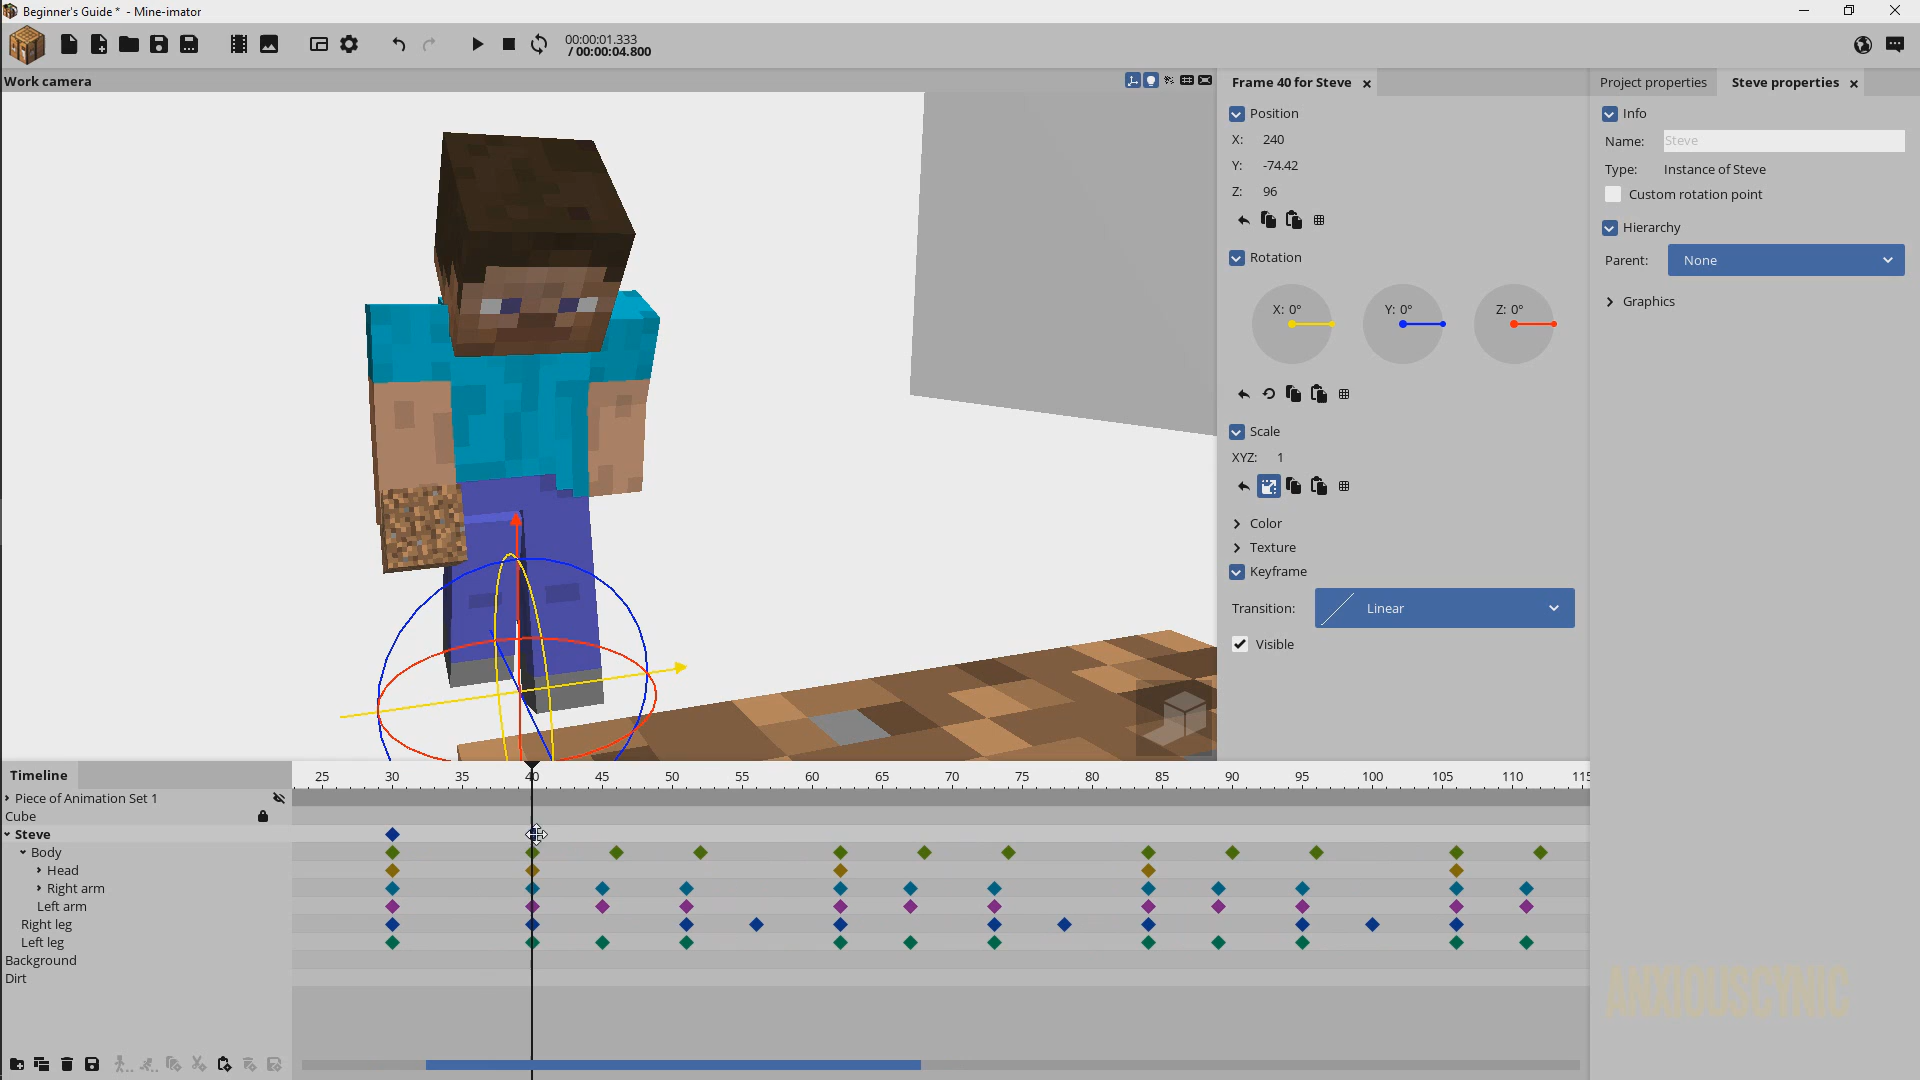 Beginner's Guide * - Mine-imator
00:00:01.333
/ 00:00:04.800
Work camera
Frame 40 for Steve
Position
X: 240
Y: -74.42
Z: 96
Rotation
X: 0° Y: 0° Z: 0°
Scale
XYZ: 1
Color
Texture
Keyframe
Transition: Linear
Visible
Project properties Steve properties
Info
Name: Steve
Type: Instance of Steve
Custom rotation point
Hierarchy
Parent: None
Graphics
Timeline
25 30 35 40 45 50 55 60 65 70 75 80 85 90 95 100 105 110 115
Piece of Animation Set 1
Cube
Steve
Body
Head
Right arm
Left arm
Right leg
Left leg
Background
Dirt
ANXIOUSCYNIC